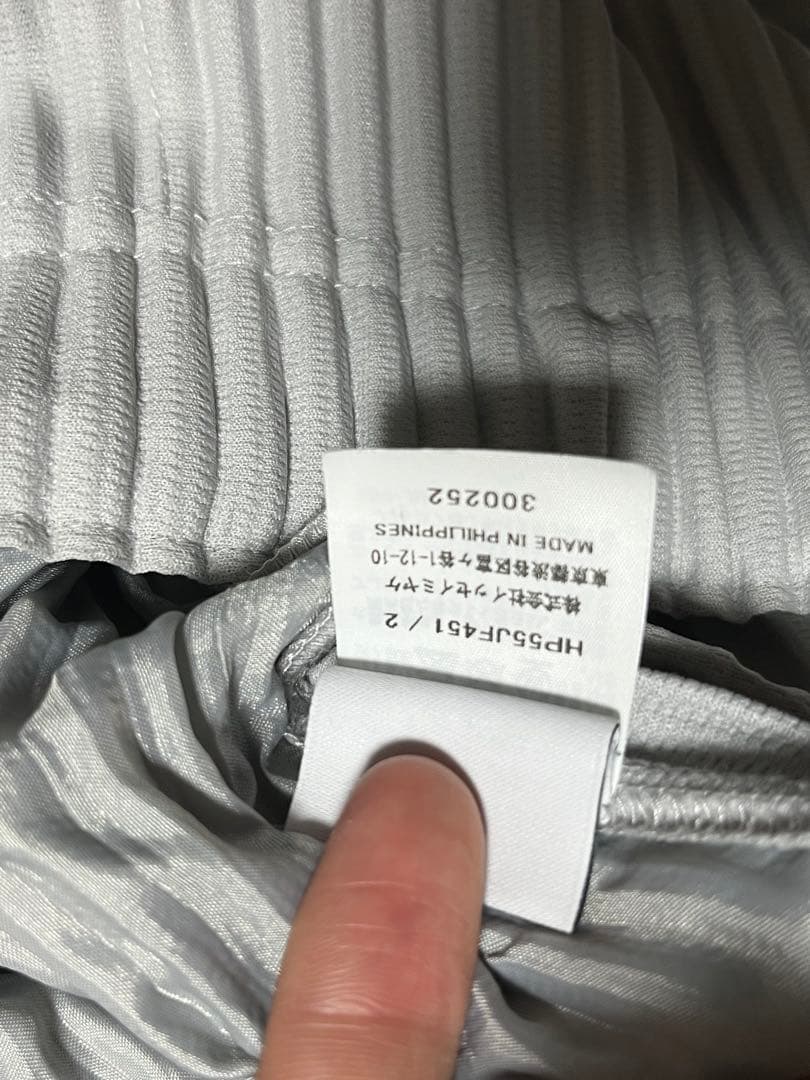 HP55JF451 / 2
株式会社イッセイミヤケ
東京都渋谷区富ヶ谷1-12-10
MADE IN PHILIPPINES
300252